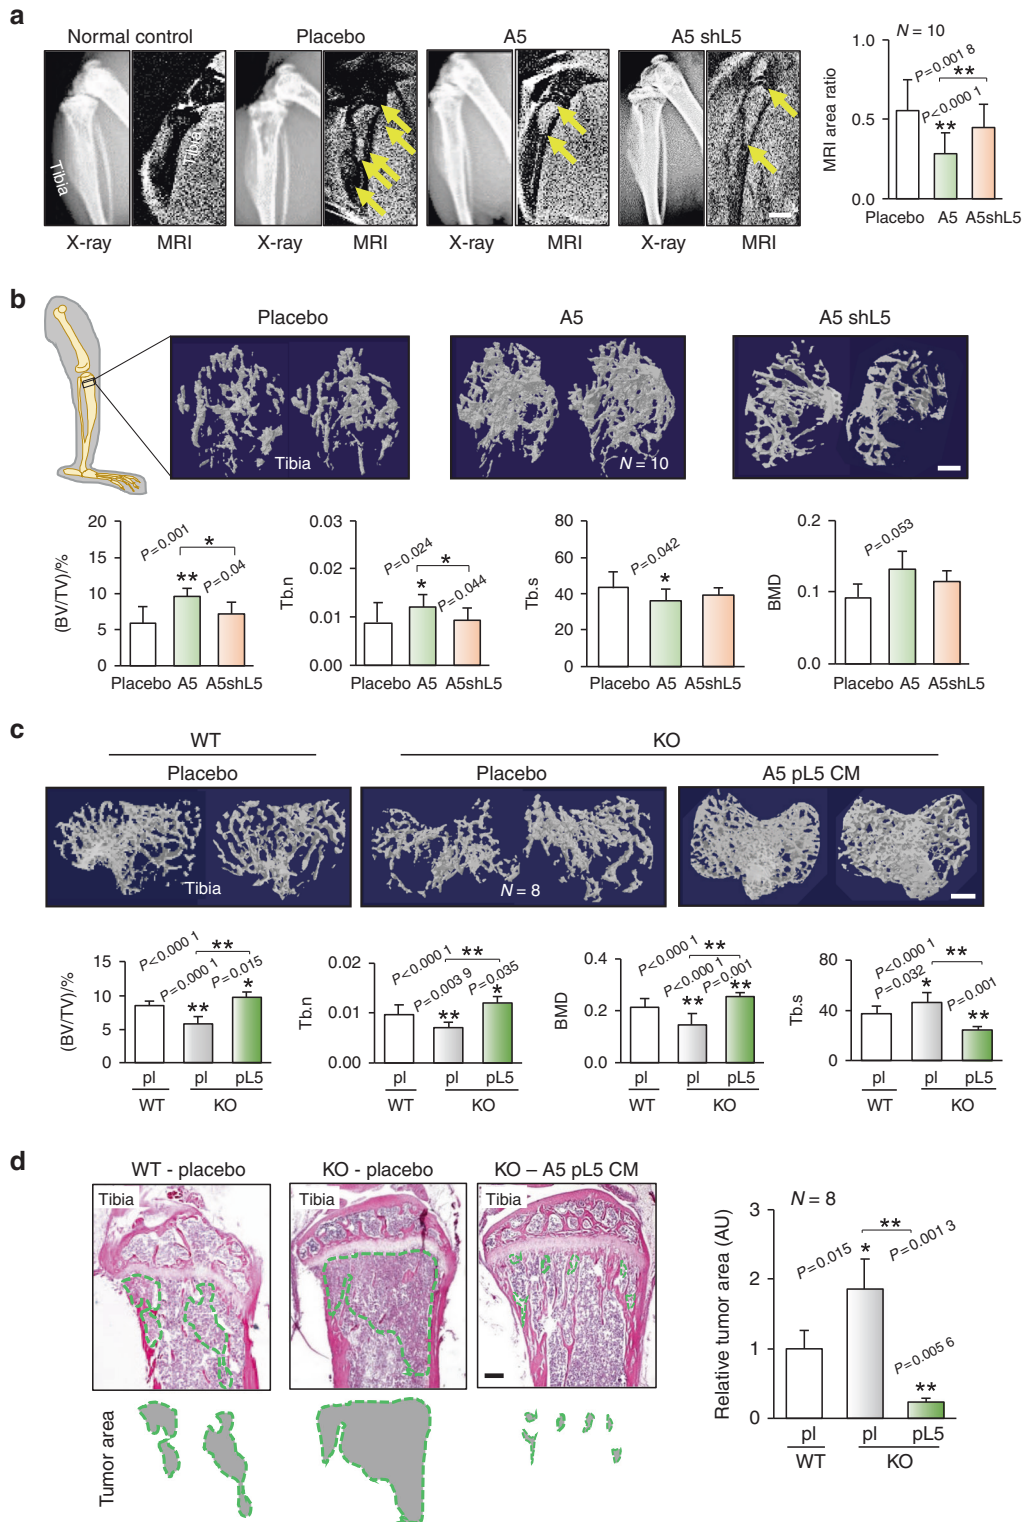 a
Normal control Placebo A5 A5 shL5
Tibia Tibia
X-ray MRI X-ray MRI X-ray MRI X-ray MRI
N = 10
MRI area ratio
1.0
0.5
0.0
P=0.001 8
**
P<0.000 1
**
Placebo A5 A5shL5
b
Placebo A5 A5 shL5
Tibia N = 10
(BV/TV)/%
20
15
10
5
0
P=0.001
*
**
P=0.04
Placebo A5 A5shL5
Tb.n
0.03
0.02
0.01
0.00
P=0.024
*
*
P=0.044
Placebo A5 A5shL5
Tb.s
80
60
40
20
0
P=0.042
*
Placebo A5 A5shL5
BMD
0.2
0.1
0.0
P=0.053
Placebo A5 A5shL5
c
WT KO
Placebo Placebo A5 pL5 CM
Tibia N = 8
(BV/TV)/%
15
10
5
0
P<0.000 1
**
P=0.000 1
P=0.015
**
*
pl pl pL5
WT KO
Tb.n
0.02
0.01
0.00
P<0.000 1
**
P=0.003 9
P=0.035
**
*
pl pl pL5
WT KO
BMD
0.4
0.2
0.0
P<0.000 1
**
P<0.000 1
P=0.001
**
**
pl pl pL5
WT KO
Tb.s
80
40
0
P<0.000 1
**
P=0.032
*
P=0.001
**
pl pl pL5
WT KO
d
WT - placebo KO - placebo KO – A5 pL5 CM
Tibia Tibia Tibia
Tumor area
N = 8
Relative tumor area (AU)
3
2
1
0
**
P=0.015
*
P=0.001 3
P=0.005 6
**
pl pl pL5
WT KO